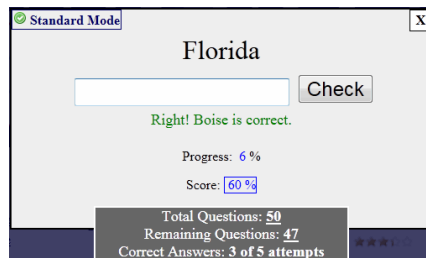 Standard Mode
X
Florida
Check
Right! Boise is correct.
Progress: 6 %
Score: 60 %
Total Questions: 50
Remaining Questions: 47
Correct Answers: 3 of 5 attempts